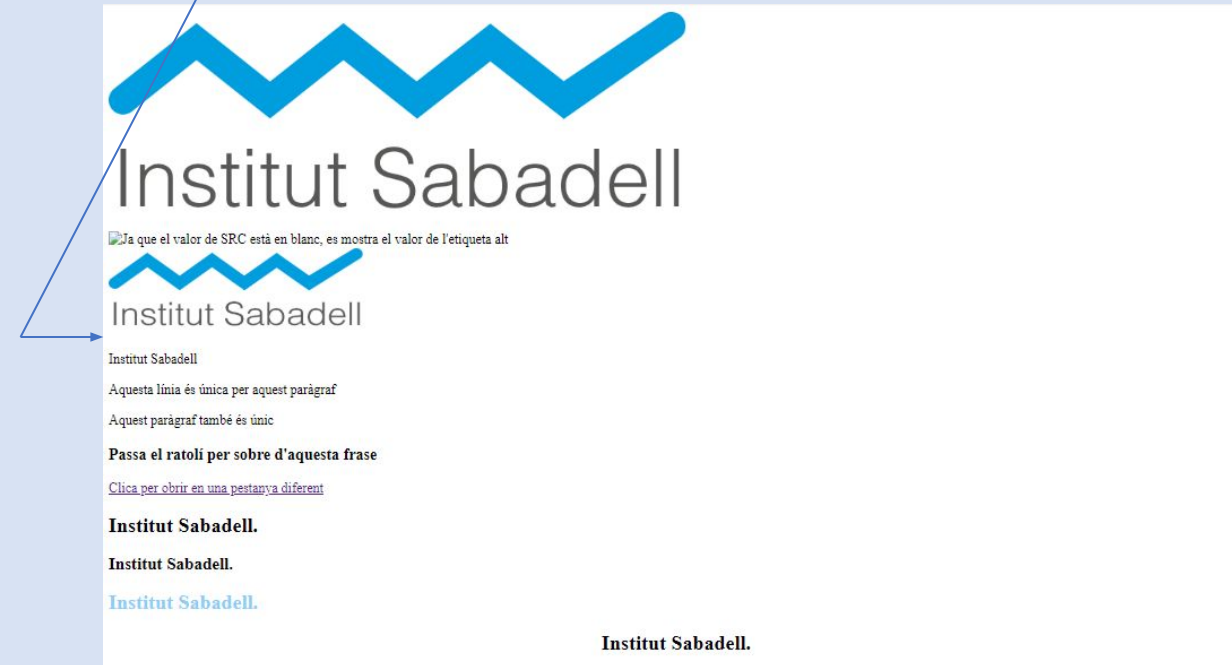 Institut Sabadell
Ja que el valor de SRC està en blanc, es mostra el valor de l'etiqueta alt
Institut Sabadell
Institut Sabadell
Aquesta línia és única per aquest paràgraf
Aquest paràgraf també és únic
Passa el ratolí per sobre d'aquesta frase
Clica per obrir en una pestanya diferent
Institut Sabadell.
Institut Sabadell.
Institut Sabadell.
Institut Sabadell.